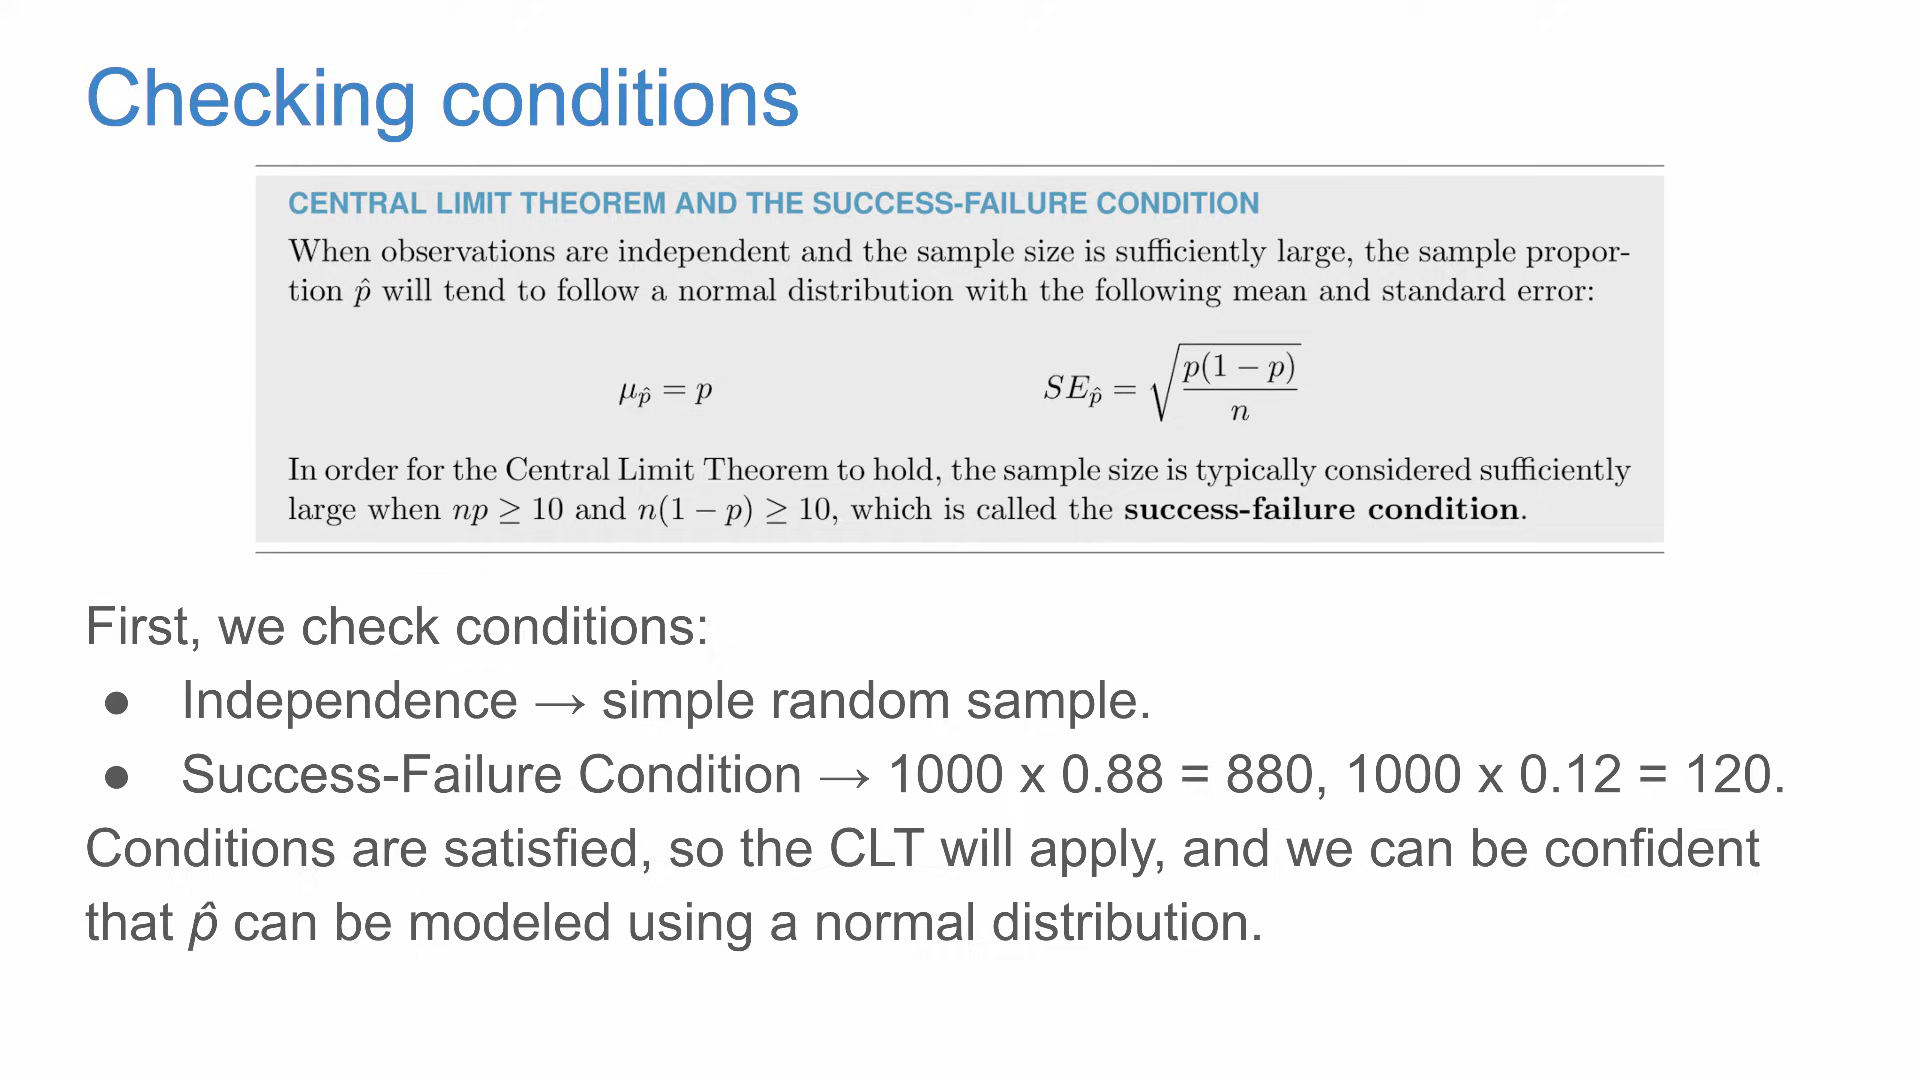 Checking conditions
CENTRAL LIMIT THEOREM AND THE SUCCESS-FAILURE CONDITION
When observations are independent and the sample size is sufficiently large, the sample propor-
tion p̂ will tend to follow a normal distribution with the following mean and standard error:
μ_p̂ = p    SE_p̂ = √(p(1 − p)/n)
In order for the Central Limit Theorem to hold, the sample size is typically considered sufficiently
large when np ≥ 10 and n(1 − p) ≥ 10, which is called the success-failure condition.
First, we check conditions:
● Independence → simple random sample.
● Success-Failure Condition → 1000 x 0.88 = 880, 1000 x 0.12 = 120.
Conditions are satisfied, so the CLT will apply, and we can be confident
that p̂ can be modeled using a normal distribution.